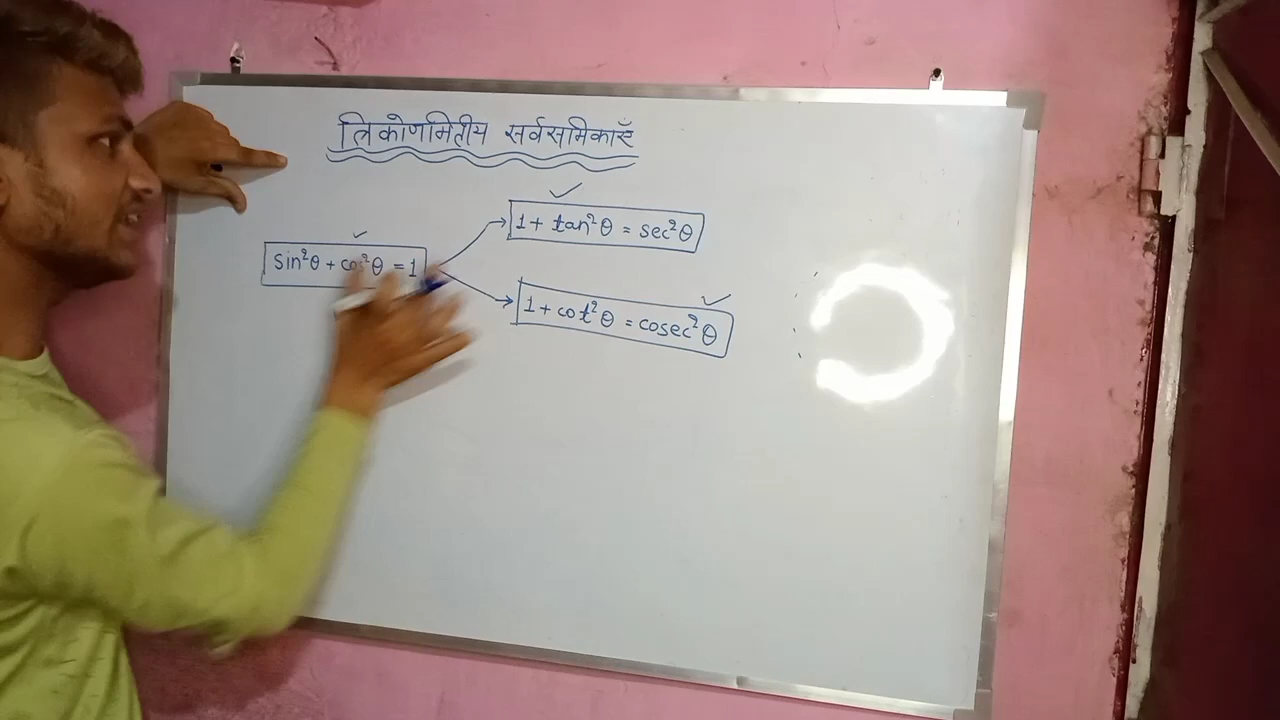 त्रिकोणमितीय सर्वसमिकाएँ
sin²θ + cos²θ = 1
1 + tan²θ = sec²θ
1 + cot²θ = cosec²θ